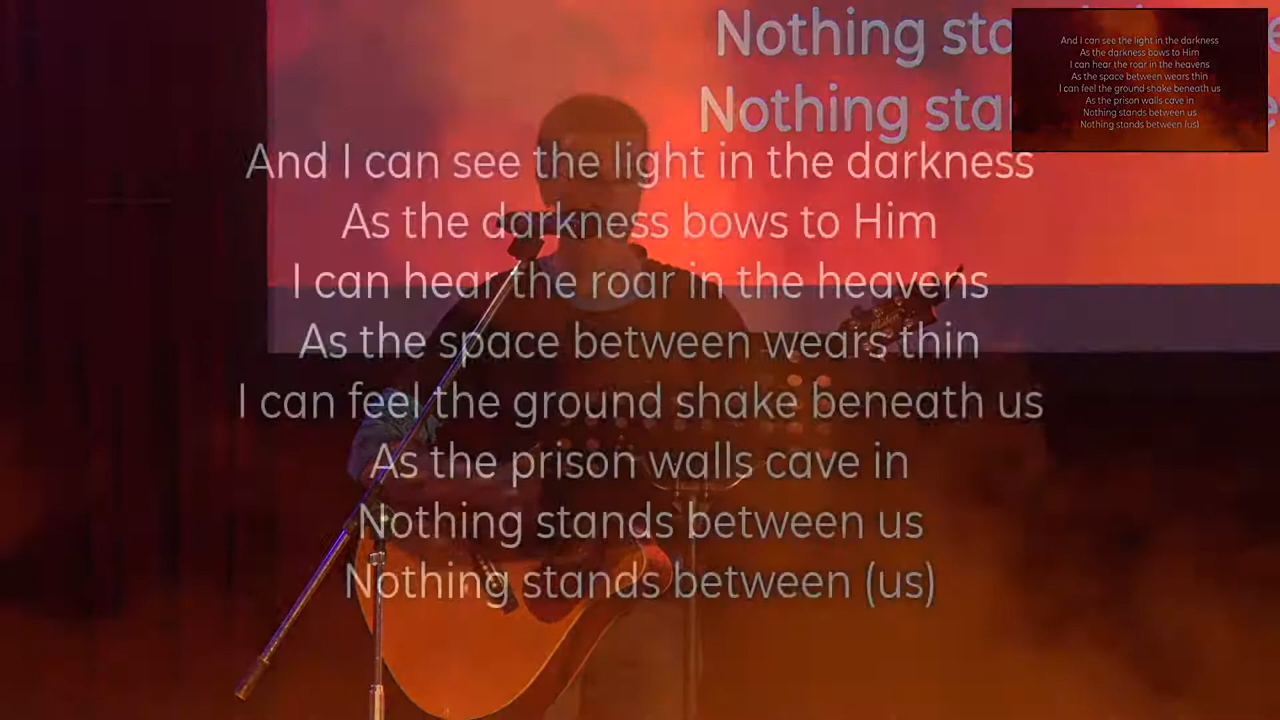 Nothing sta
Nothing stan
And I can see the light in the darkness
As the darkness bows to Him
I can hear the roar in the heavens
As the space between wears thin
I can feel the ground shake beneath us
As the prison walls cave in
Nothing stands between us
Nothing stands between (us)
And I can see the light in the darkness
As the darkness bows to Him
I can hear the roar in the heavens
As the space between wears thin
I can feel the ground shake beneath us
As the prison walls cave in
Nothing stands between us
Nothing stands between (us)